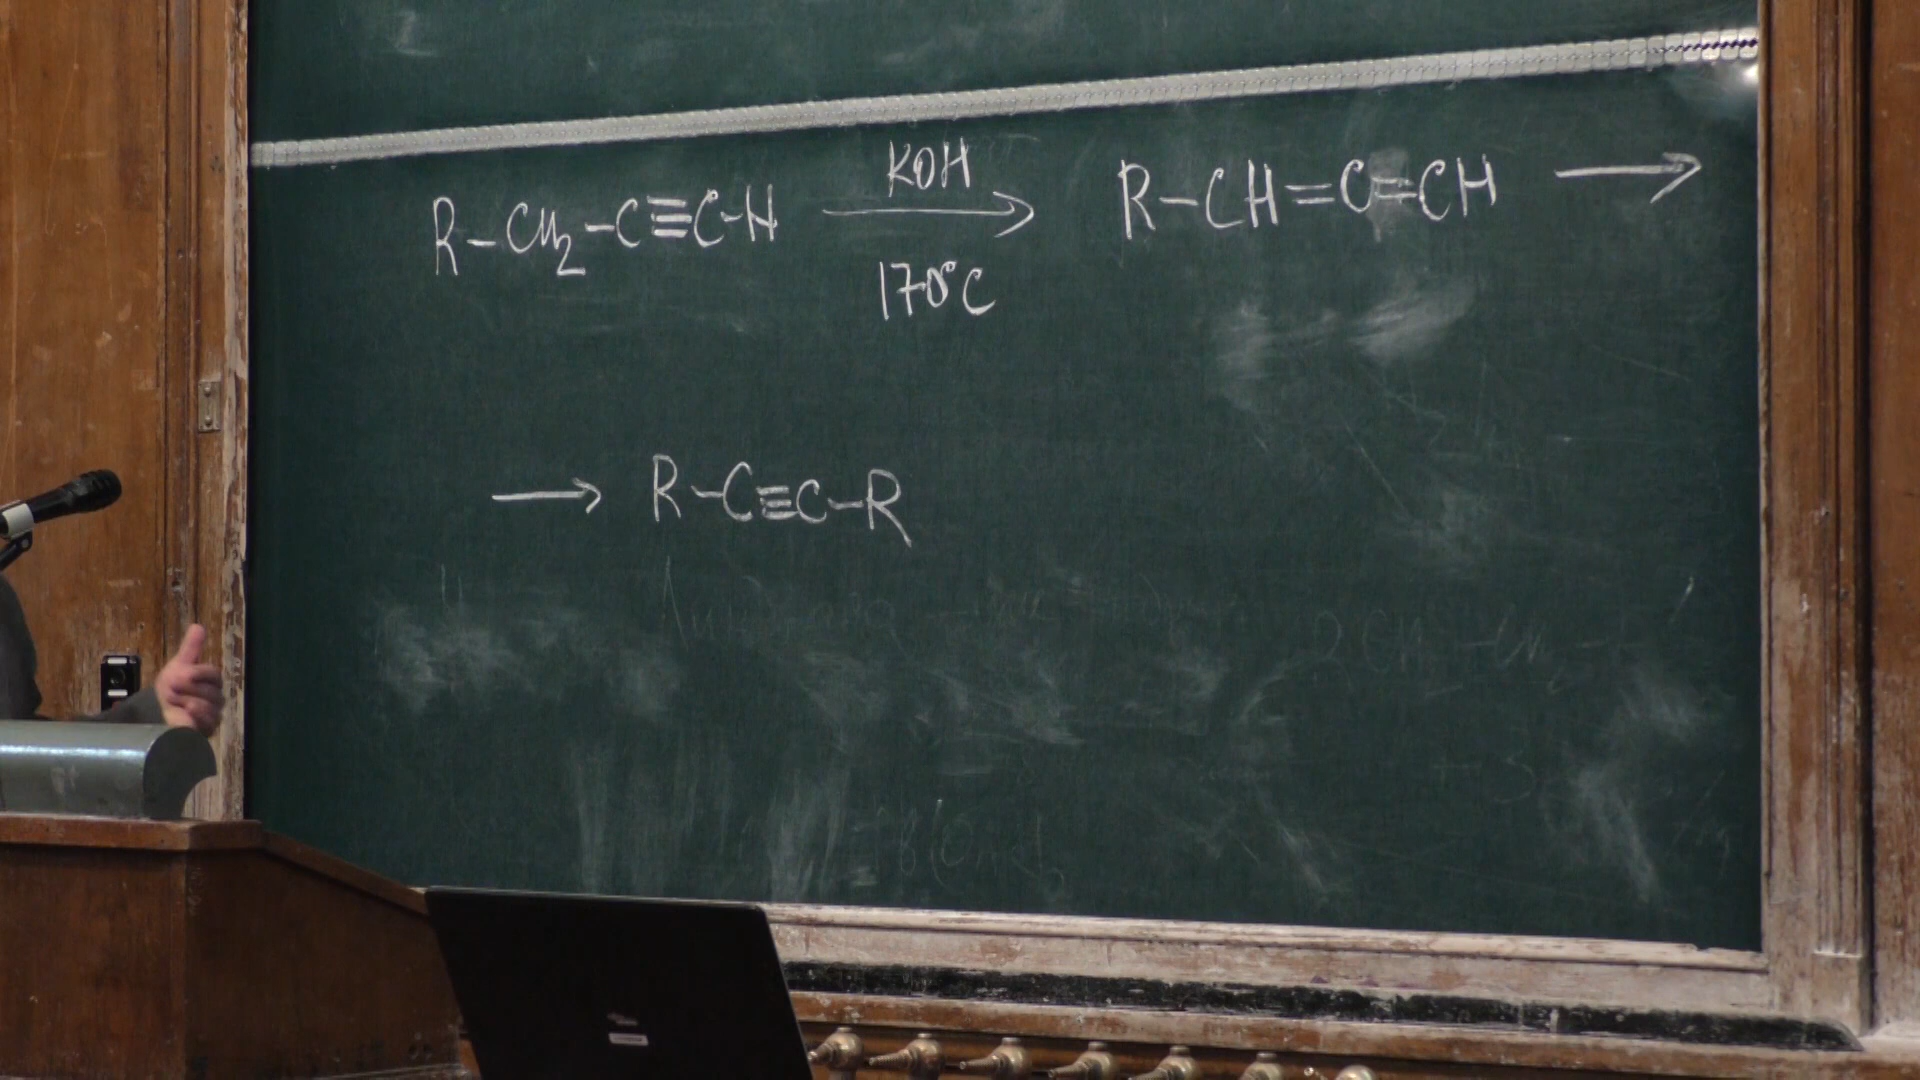 R-CH₂-C≡C-H KOH 170°C → R-CH=C=CH →
→ R-C≡C-R